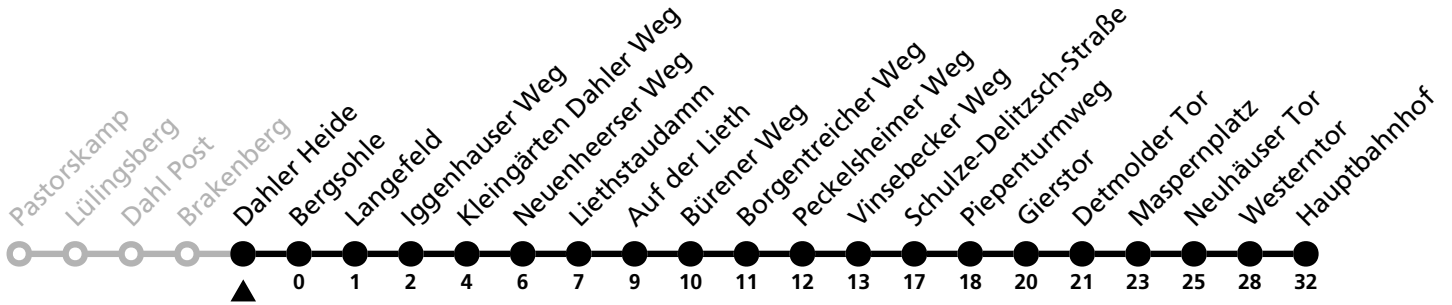 Pastorskamp
Lülingsberg
Dahl Post
Brakenberg
Dahler Heide
Bergsohle
Langefeld
Iggenhauser Weg
Kleingärten Dahler Weg
Neuenheerser Weg
Liethstaudamm
Auf der Lieth
Bürener Weg
Borgentreicher Weg
Peckelsheimer Weg
Vinsebecker Weg
Schulze-Delitzsch-Straße
Piepenturmweg
Gierstor
Detmolder Tor
Maspernplatz
Neuhäuser Tor
Westerntor
Hauptbahnhof
0 1 2 4 6 7 9 10 11 12 13 17 18 20 21 23 25 28 32